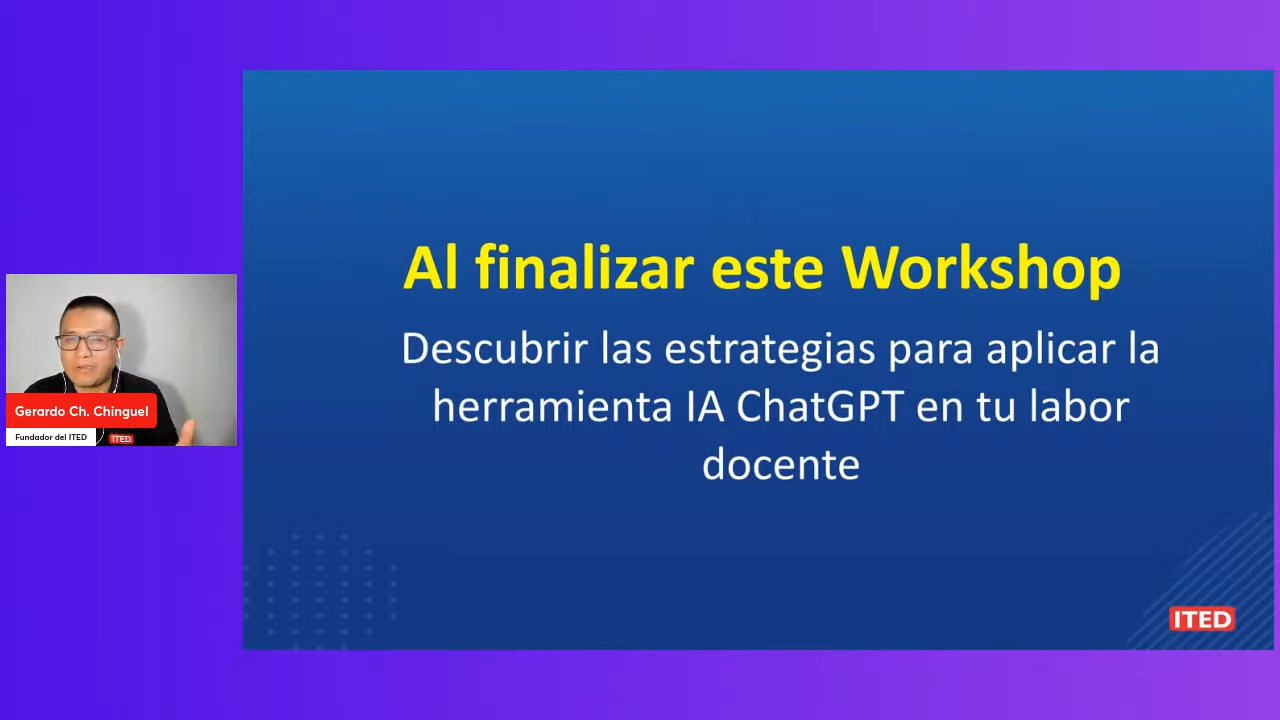 Al finalizar este Workshop
Descubrir las estrategias para aplicar la
herramienta IA ChatGPT en tu labor
docente
Gerardo Ch. Chinguel
Fundador del ITED
ITED
ITED